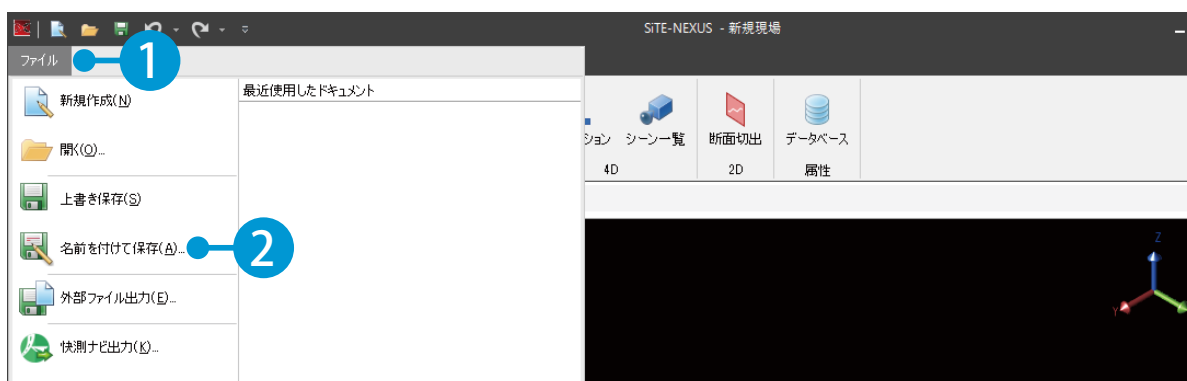 SiTE-NEXUS - 新規現場
ファイル
1
新規作成(N)
最近使用したドキュメント
開く(O)...
上書き保存(S)
名前を付けて保存(A)...
2
外部ファイル出力(E)...
快測ナビ出力(K)...
ション
シーン一覧
断面切出
データベース
4D
2D
属性
Z
Y